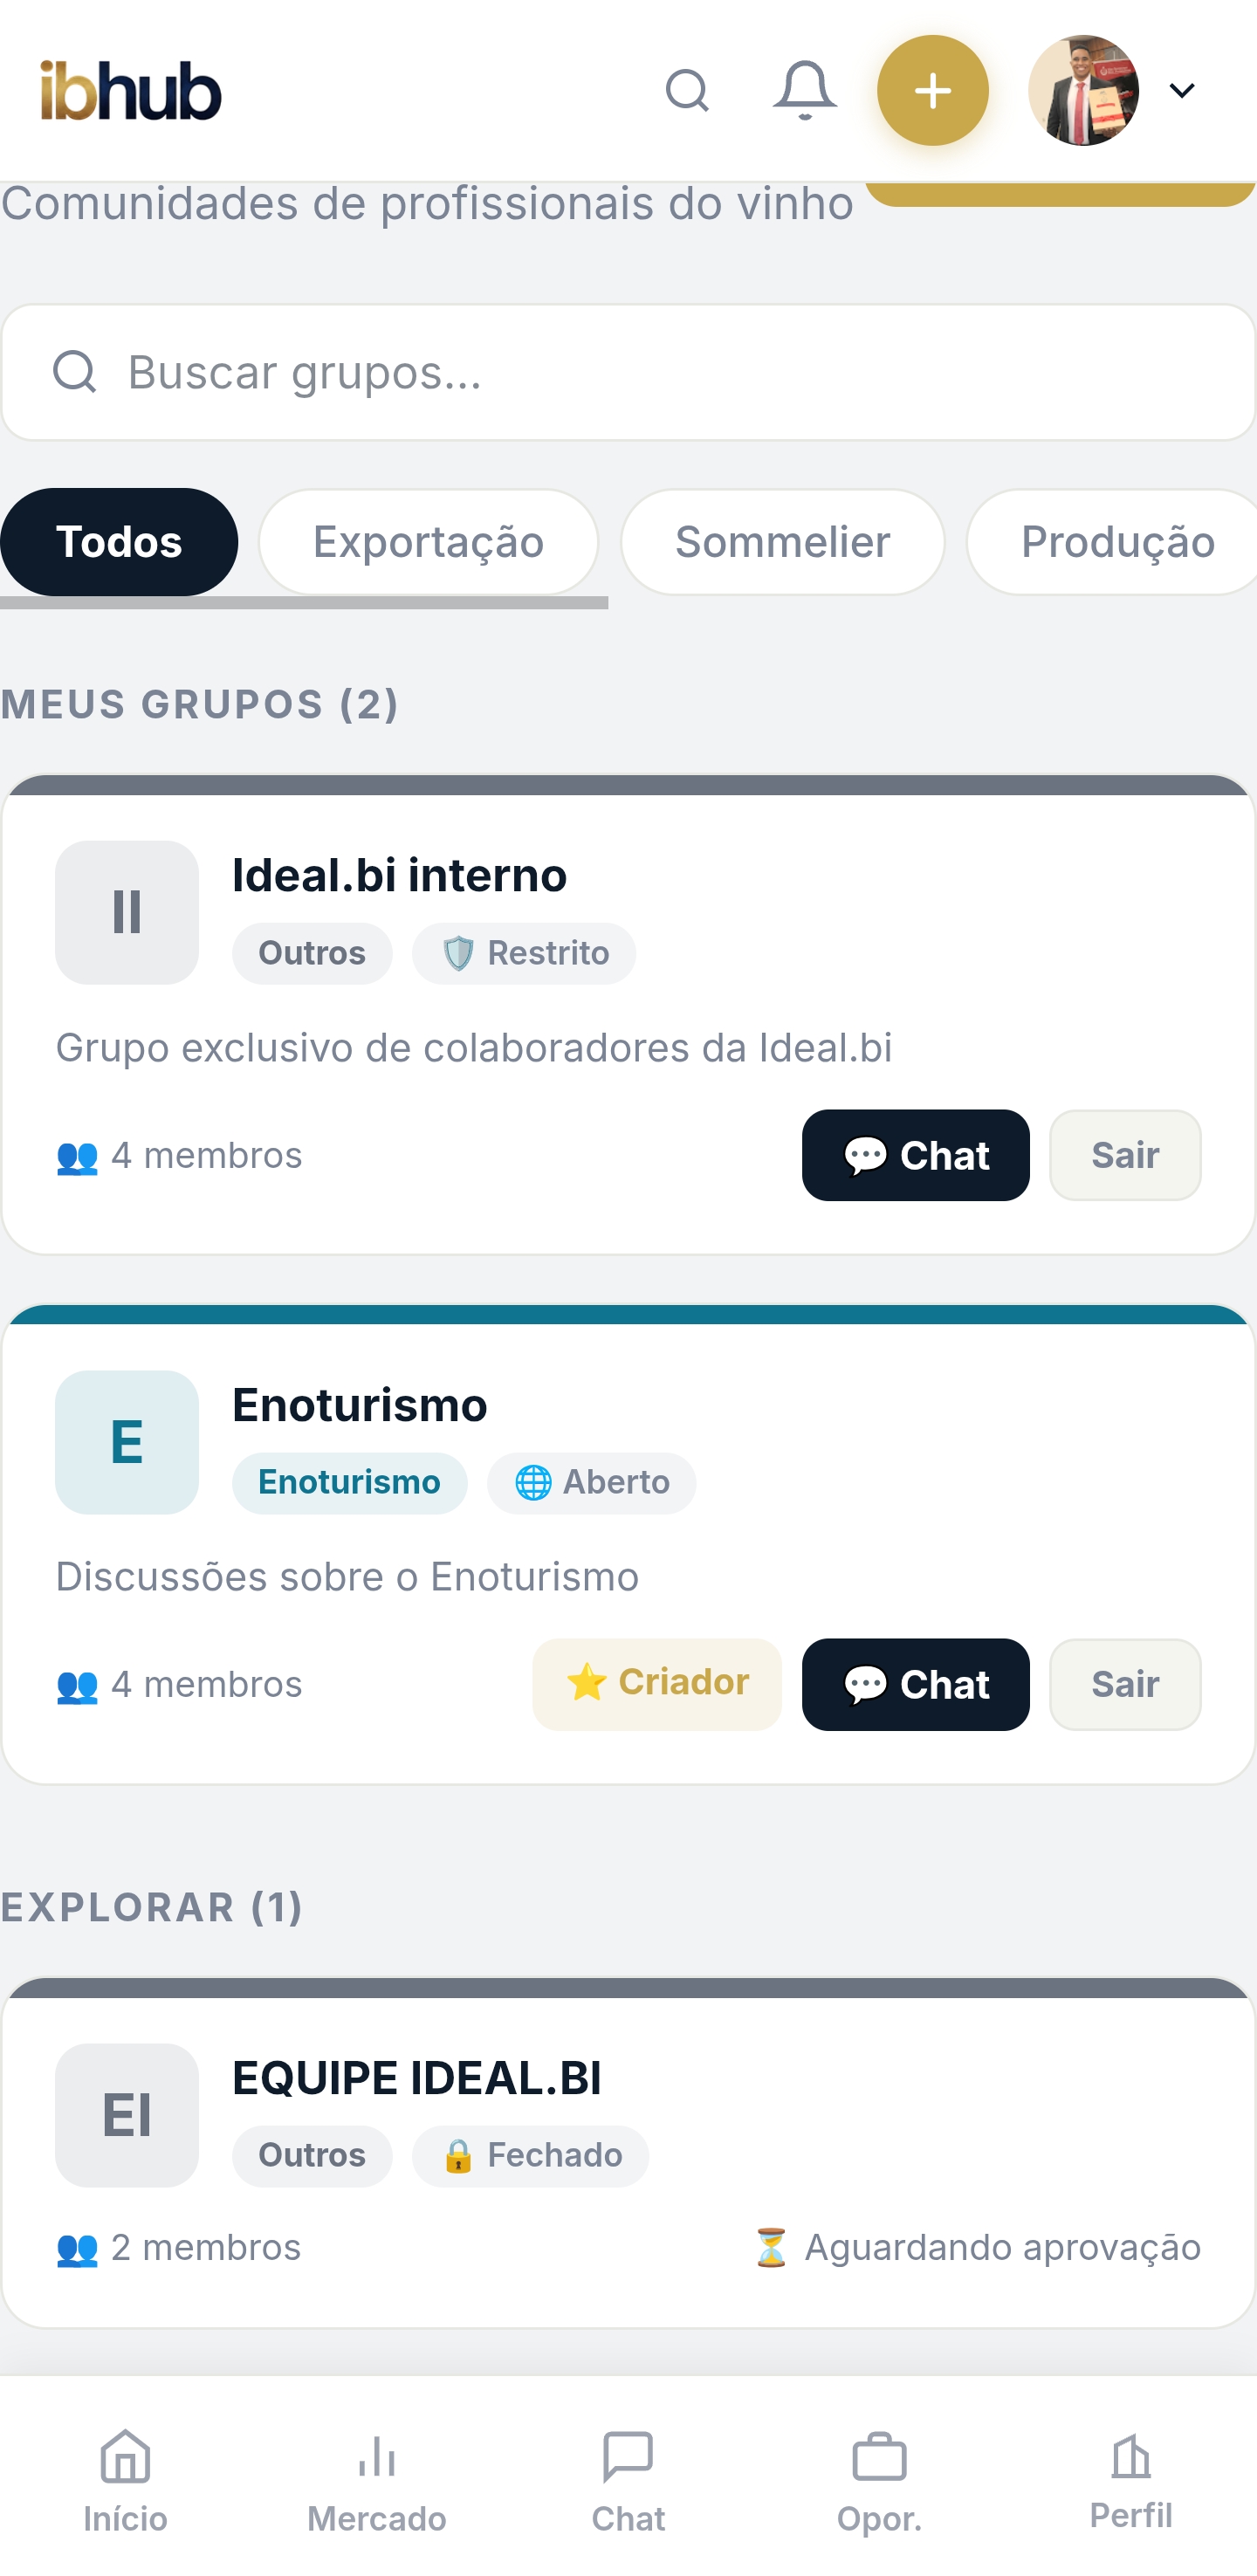 ibhub
Comunidades de profissionais do vinho
Buscar grupos...
Todos
Exportação
Sommelier
Produção
MEUS GRUPOS (2)
II
Ideal.bi interno
Outros
🛡️ Restrito
Grupo exclusivo de colaboradores da Ideal.bi
👥 4 membros
💬 Chat
Sair
E
Enoturismo
Enoturismo
🌐 Aberto
Discussões sobre o Enoturismo
👥 4 membros
⭐ Criador
💬 Chat
Sair
EXPLORAR (1)
EI
EQUIPE IDEAL.BI
Outros
🔒 Fechado
👥 2 membros
⏳ Aguardando aprovação
Início
Mercado
Chat
Opor.
Perfil